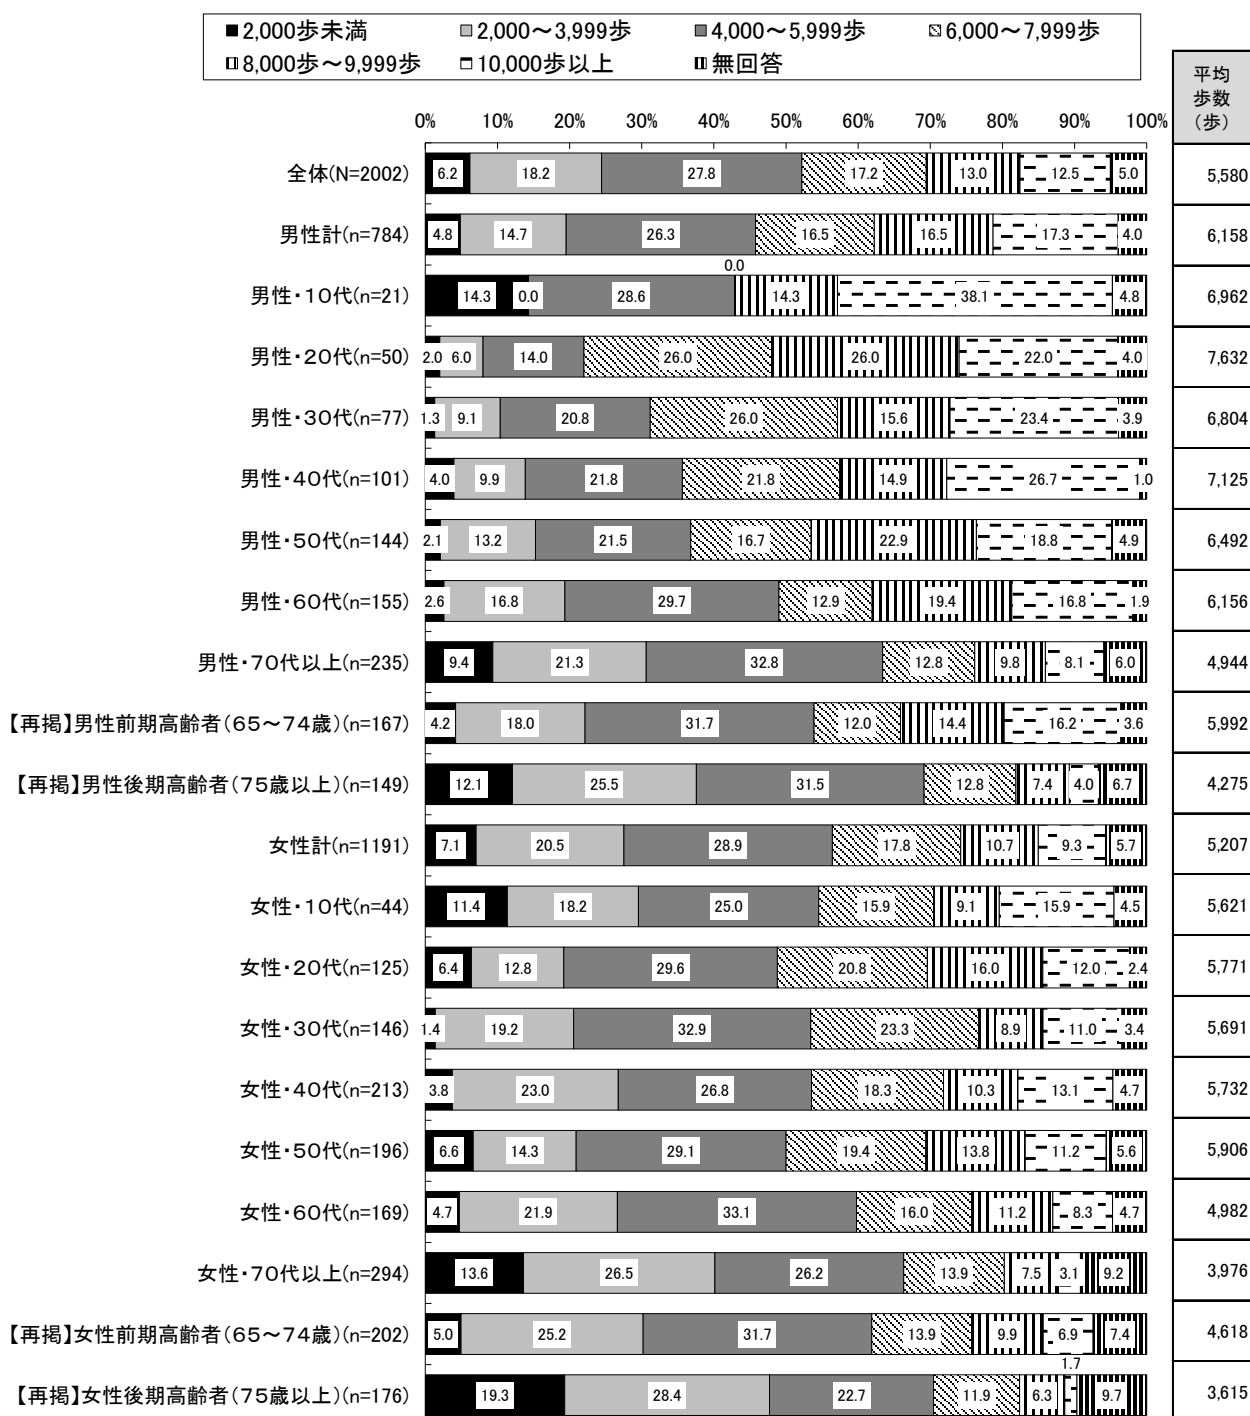 ■2,000歩未満 2,000～3,999歩 4,000～5,999歩 6,000～7,999歩
8,000歩～9,999歩 10,000歩以上 無回答
平均
歩数
（歩）
0% 10% 20% 30% 40% 50% 60% 70% 80% 90% 100%
全体(N=2002) 6.2 18.2 27.8 17.2 13.0 12.5 5.0 5,580
男性計(n=784) 4.8 14.7 26.3 16.5 16.5 17.3 4.0 6,158
0.0
男性・10代(n=21) 14.3 0.0 28.6 14.3 38.1 4.8 6,962
男性・20代(n=50) 2.0 6.0 14.0 26.0 26.0 22.0 4.0 7,632
男性・30代(n=77) 1.3 9.1 20.8 26.0 15.6 23.4 3.9 6,804
男性・40代(n=101) 4.0 9.9 21.8 21.8 14.9 26.7 1.0 7,125
男性・50代(n=144) 2.1 13.2 21.5 16.7 22.9 18.8 4.9 6,492
男性・60代(n=155) 2.6 16.8 29.7 12.9 19.4 16.8 1.9 6,156
男性・70代以上(n=235) 9.4 21.3 32.8 12.8 9.8 8.1 6.0 4,944
【再掲】男性前期高齢者(65～74歳)(n=167) 4.2 18.0 31.7 12.0 14.4 16.2 3.6 5,992
【再掲】男性後期高齢者(75歳以上)(n=149) 12.1 25.5 31.5 12.8 7.4 4.0 6.7 4,275
女性計(n=1191) 7.1 20.5 28.9 17.8 10.7 9.3 5.7 5,207
女性・10代(n=44) 11.4 18.2 25.0 15.9 9.1 15.9 4.5 5,621
女性・20代(n=125) 6.4 12.8 29.6 20.8 16.0 12.0 2.4 5,771
女性・30代(n=146) 1.4 19.2 32.9 23.3 8.9 11.0 3.4 5,691
女性・40代(n=213) 3.8 23.0 26.8 18.3 10.3 13.1 4.7 5,732
女性・50代(n=196) 6.6 14.3 29.1 19.4 13.8 11.2 5.6 5,906
女性・60代(n=169) 4.7 21.9 33.1 16.0 11.2 8.3 4.7 4,982
女性・70代以上(n=294) 13.6 26.5 26.2 13.9 7.5 3.1 9.2 3,976
【再掲】女性前期高齢者(65～74歳)(n=202) 5.0 25.2 31.7 13.9 9.9 6.9 7.4 4,618
1.7
【再掲】女性後期高齢者(75歳以上)(n=176) 19.3 28.4 22.7 11.9 6.3 9.7 3,615